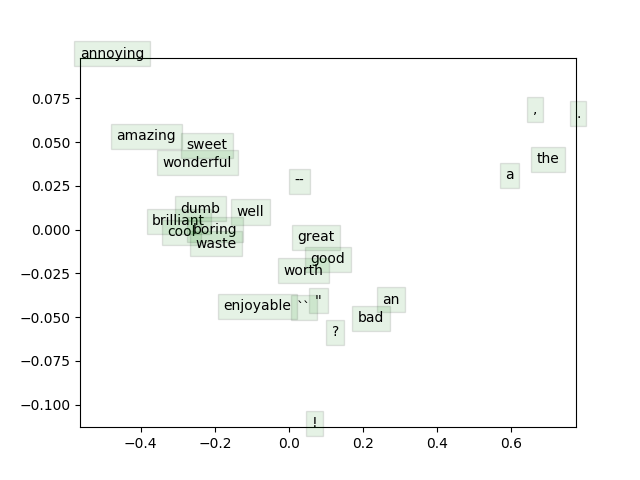 annoying
0.075
,
.
0.050
amazing
sweet
wonderful
the
a
0.025
--
dumb
well
brilliant
0.000
cool
boring
waste
great
good
worth
−0.025
enjoyable
``
"
an
bad
−0.050
?
−0.075
−0.100
!
−0.4
−0.2
0.0
0.2
0.4
0.6